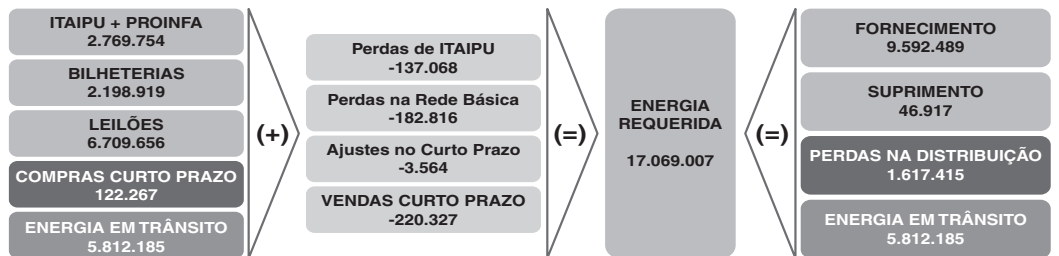 ITAIPU + PROINFA
2.769.754
BILHETERIAS
2.198.919
LEILÕES
6.709.656
COMPRAS CURTO PRAZO
122.267
ENERGIA EM TRÂNSITO
5.812.185
(+)
Perdas de ITAIPU
-137.068
Perdas na Rede Básica
-182.816
Ajustes no Curto Prazo
-3.564
VENDAS CURTO PRAZO
-220.327
(=)
ENERGIA
REQUERIDA
17.069.007
(=)
FORNECIMENTO
9.592.489
SUPRIMENTO
46.917
PERDAS NA DISTRIBUIÇÃO
1.617.415
ENERGIA EM TRÂNSITO
5.812.185